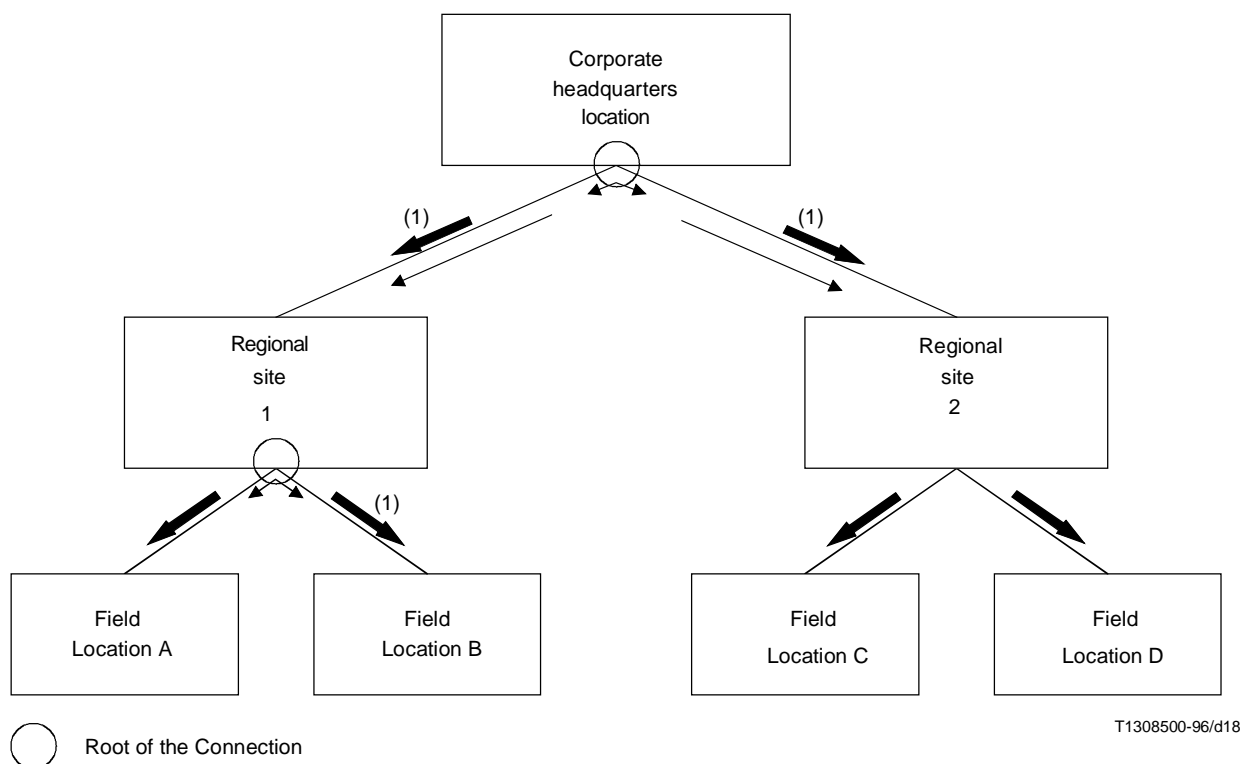 Corporate
headquarters
location
(1)
(1)
Regional
site
1
Regional
site
2
(1)
Field
Location A
Field
Location B
Field
Location C
Field
Location D
T1308500-96/d18
Root of the Connection